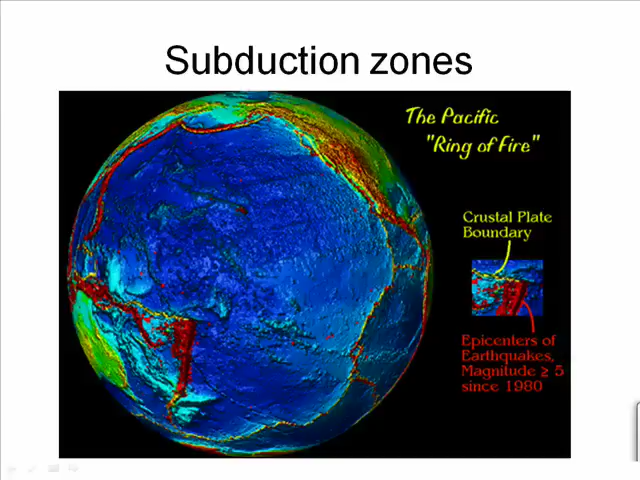 Subduction zones
The Pacific
"Ring of Fire"
Crustal Plate
Boundary
Epicenters of
Earthquakes,
Magnitude ≥ 5
since 1980